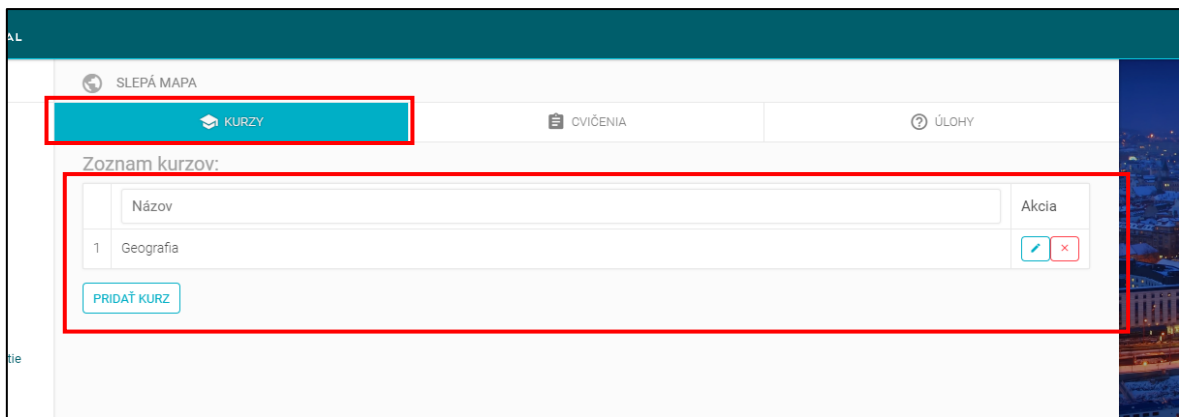 AL
SLEPÁ MAPA
KURZY
CVIČENIA
ÚLOHY
Zoznam kurzov:
Názov
Akcia
1 Geografia
PRIDAŤ KURZ
tie